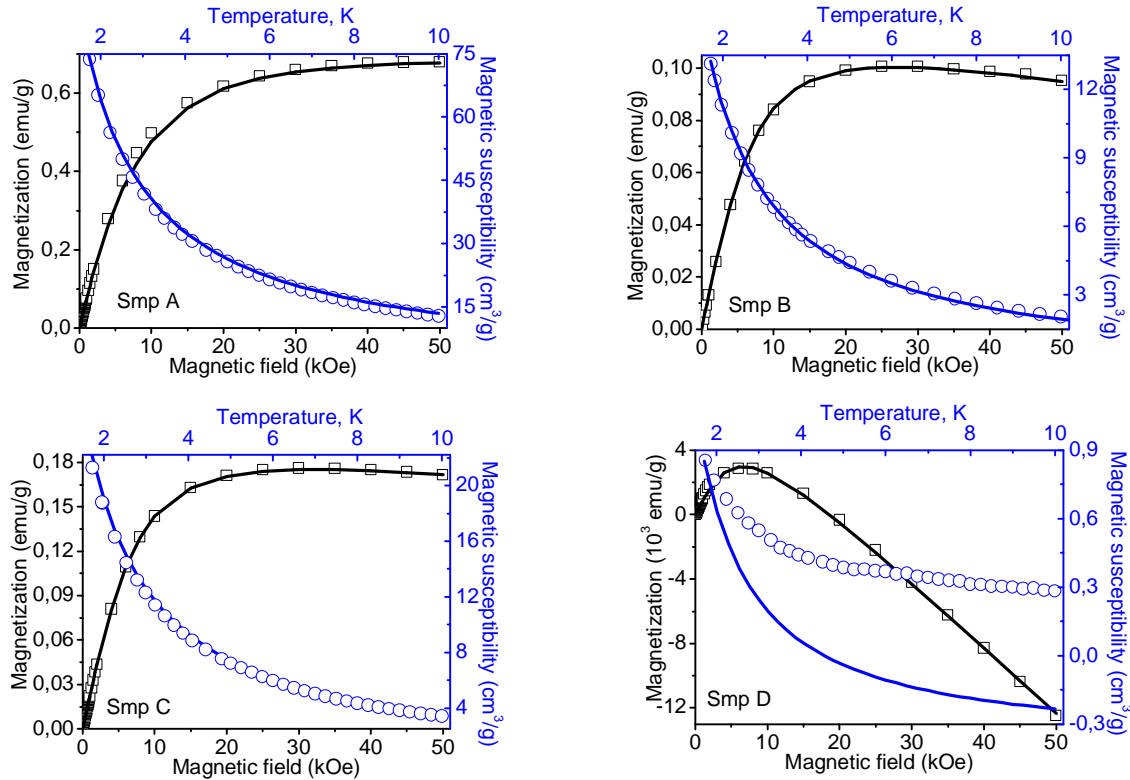 Temperature, K
2 4 6 8 10
Magnetization (emu/g)
0,6
0,4
0,2
0,0
Smp A
75
60
45
30
15
Magnetic susceptibility (cm³/g)
0 10 20 30 40 50
Magnetic field (kOe)
Temperature, K
2 4 6 8 10
Magnetization (emu/g)
0,10
0,08
0,06
0,04
0,02
0,00
Smp B
12
9
6
3
Magnetic susceptibility (cm³/g)
0 10 20 30 40 50
Magnetic field (kOe)
Temperature, K
2 4 6 8 10
Magnetization (emu/g)
0,18
0,15
0,12
0,09
0,06
0,03
0,00
Smp C
20
16
12
8
4
Magnetic susceptibility (cm³/g)
0 10 20 30 40 50
Magnetic field (kOe)
Temperature, K
2 4 6 8 10
Magnetization (10³ emu/g)
4
0
-4
-8
-12
Smp D
0,9
0,6
0,3
0,0
-0,3
Magnetic susceptibility (cm³/g)
0 10 20 30 40 50
Magnetic field (kOe)